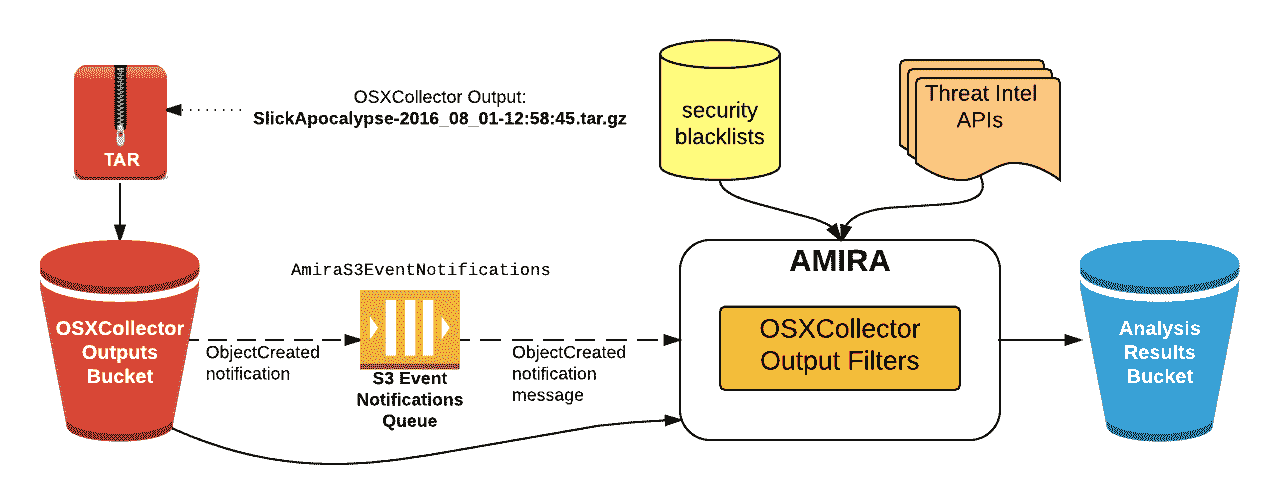 OSXCollector Output:
SlickApocalypse-2016_08_01-12:58:45.tar.gz
TAR
security
blacklists
Threat Intel
APIs
AmiraS3EventNotifications
AMIRA
OSXCollector
Outputs
Bucket
ObjectCreated
notification
S3 Event
Notifications
Queue
ObjectCreated
notification
message
OSXCollector
Output Filters
Analysis
Results
Bucket